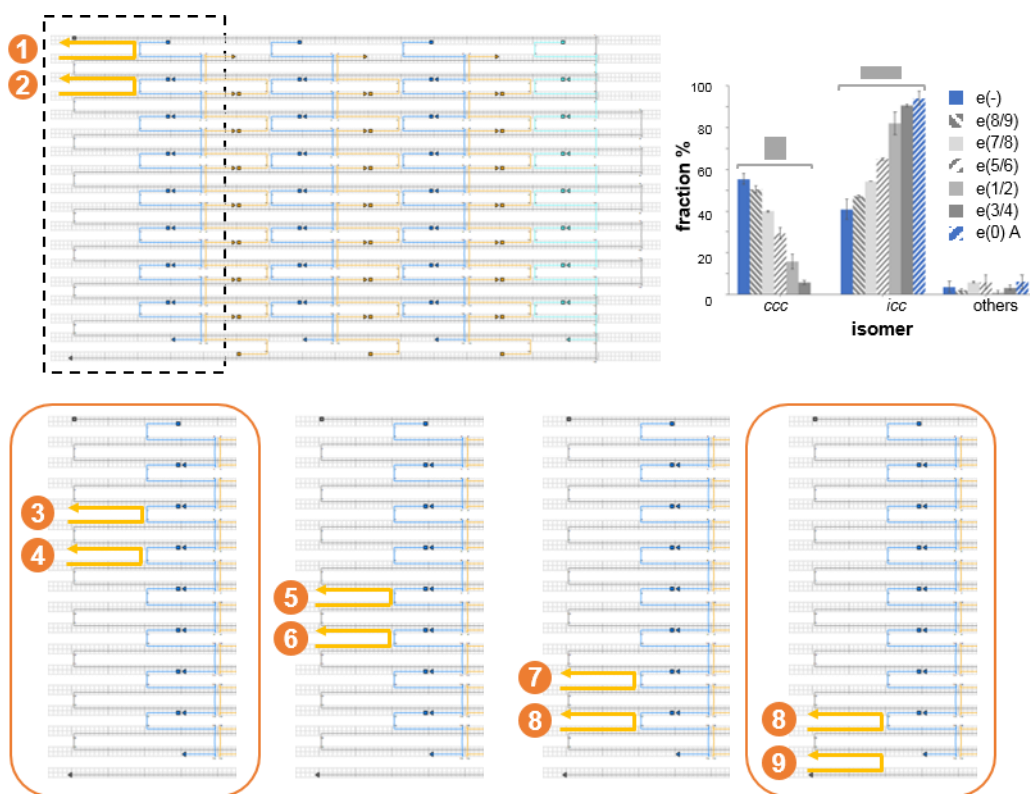 1
2
fraction %
100
80
60
40
20
0
ccc
icc
others
isomer
e(-)
e(8/9)
e(7/8)
e(5/6)
e(1/2)
e(3/4)
e(0) A
3
4
5
6
7
8
8
9